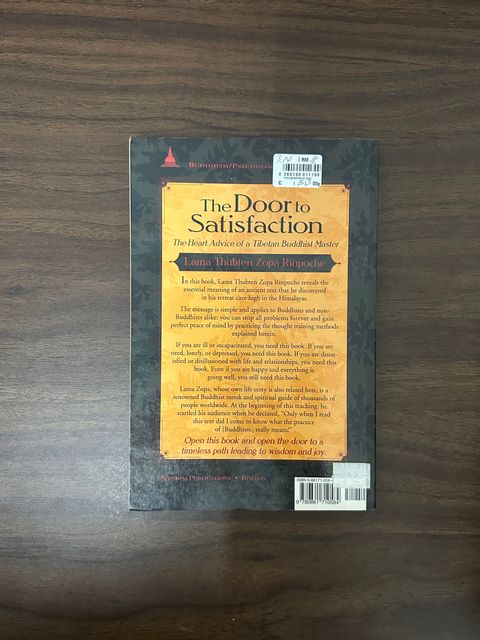 BUDDHISM/PSYCHOLO
The Door to
Satisfaction
The Heart Advice of a Tibetan Buddhist Master
Lama Thubten Zopa Rinpoche
In this book, Lama Thubten Zopa Rinpoche reveals the
essential meaning of an ancient text that he discovered
in his retreat cave high in the Himalayas.
The message is simple and applies to Buddhists and non-
Buddhists alike: you can stop all problems forever and gain
perfect peace of mind by practicing the thought training methods
explained herein.
If you are ill or incapacitated, you need this book. If you are
tired, lonely, or depressed, you need this book. If you are dissat-
isfied or disillusioned with life and relationships, you need this
book. Even if you are happy and everything is
going well, you still need this book.
Lama Zopa, whose own life story is also related here, is a
renowned Buddhist monk and spiritual guide of thousands of
people worldwide. At the beginning of this teaching, he
startled his audience when he declared, "Only when I read
this text did I come to know what the practice
of [Buddhism] really means!"
Open this book and open the door to a
timeless path leading to wisdom and joy.
WISDOM PUBLICATIONS • BOSTON
ISBN 0-86171-058-
9 780861 710584